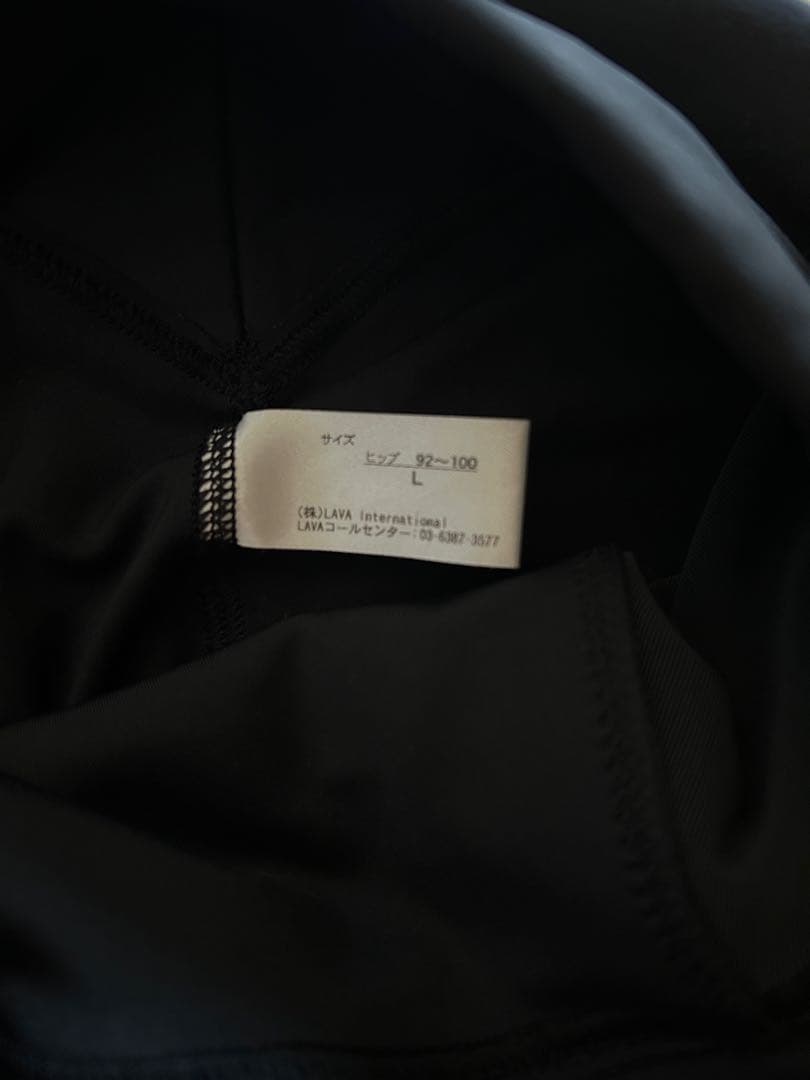 サイズ
ヒップ 92～100
L
(株)LAVA International
LAVAコールセンター:03-6387-3577